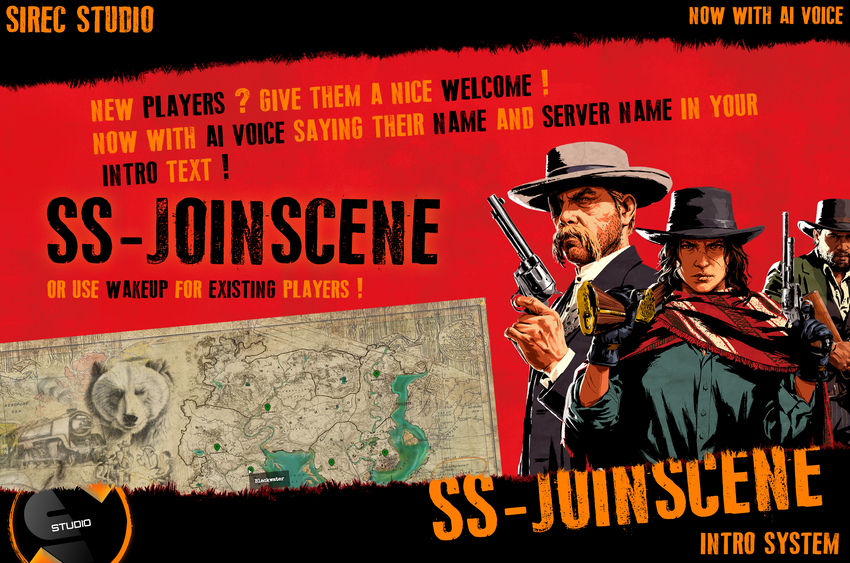 SIREC STUDIO
NOW WITH AI VOICE
NEW PLAYERS ? GIVE THEM A NICE WELCOME !
NOW WITH AI VOICE SAYING THEIR NAME AND SERVER NAME IN YOUR
INTRO TEXT !
SS-JOINSCENE
OR USE WAKEUP FOR EXISTING PLAYERS !
Blackwater
STUDIO
SS-JOINSCENE
INTRO SYSTEM